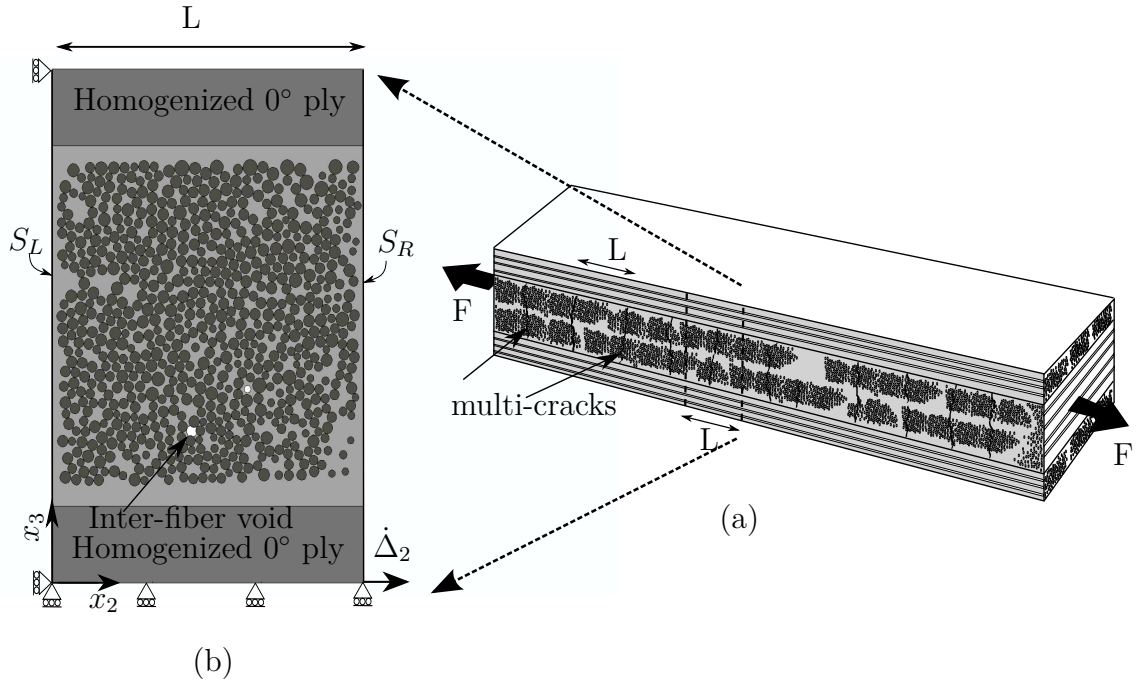 L
Homogenized 0° ply
S_L
S_R
Inter-fiber void
Homogenized 0° ply
x_3
x_2
Δ̇_2
(b)
L
F
multi-cracks
L
F
(a)